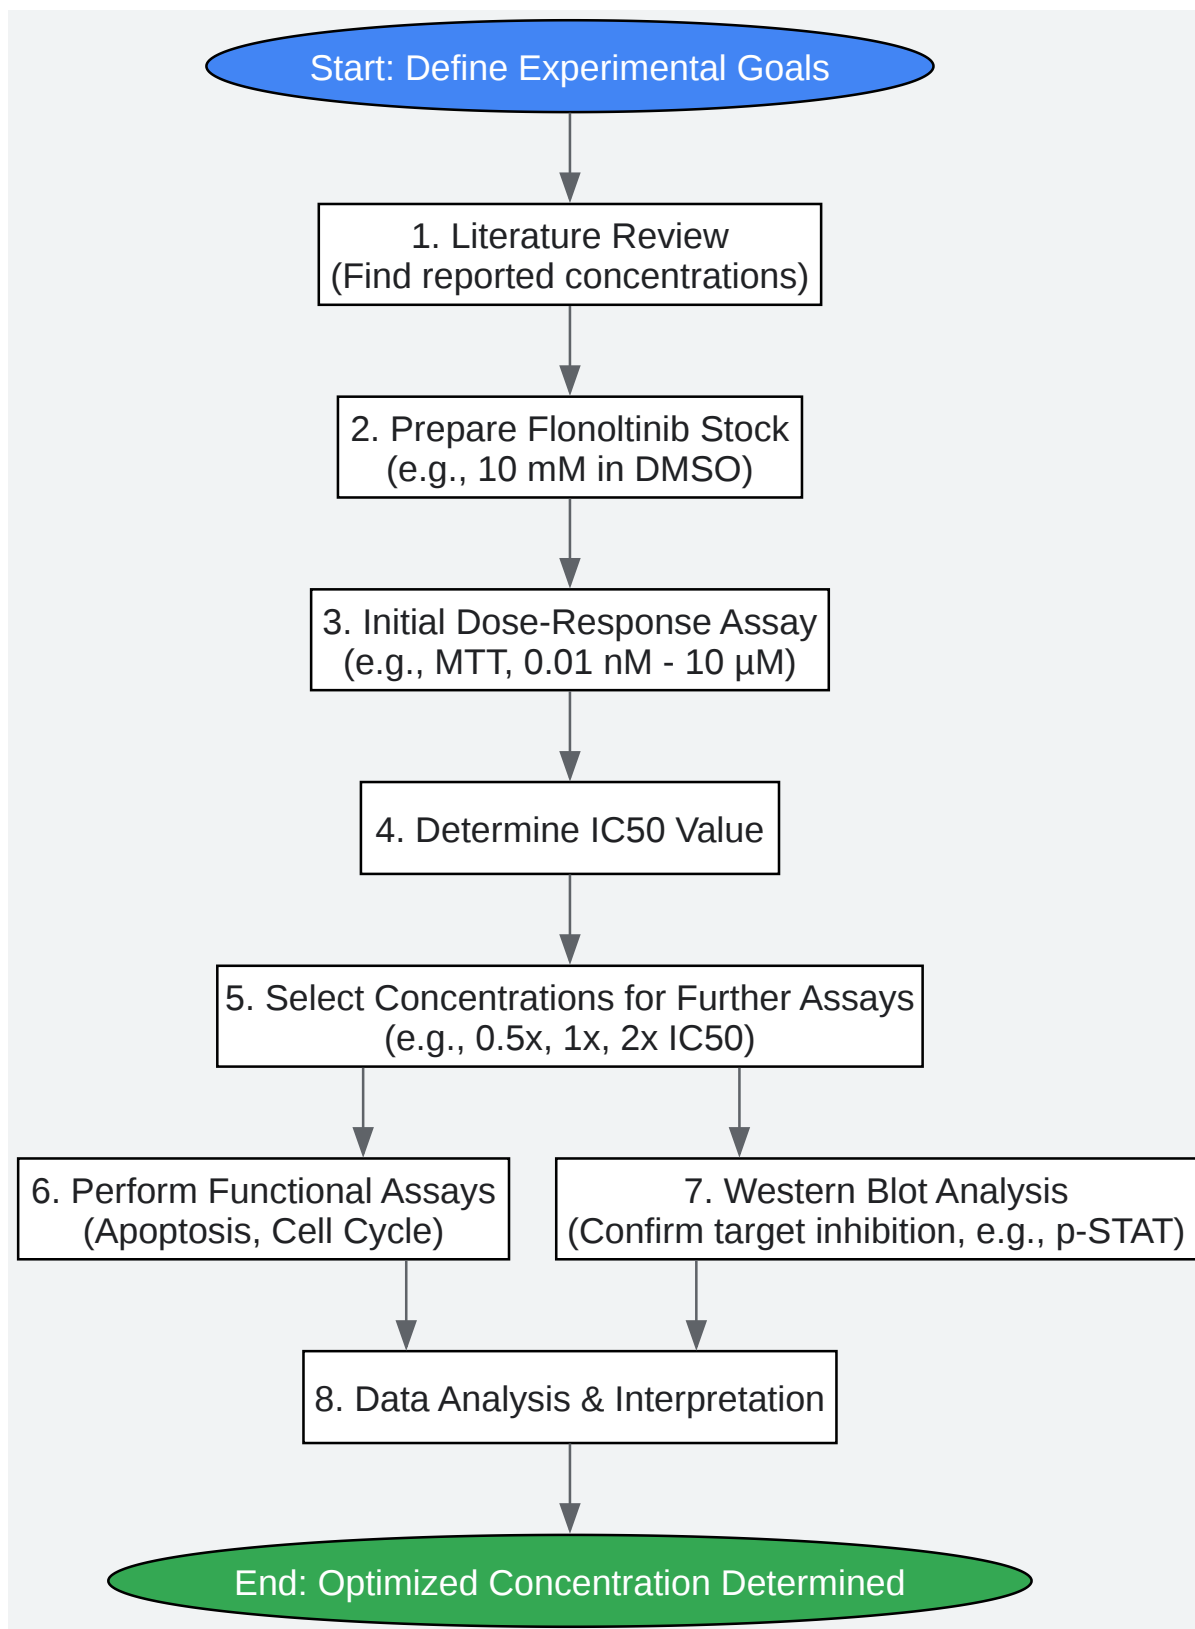 Start: Define Experimental Goals
1. Literature Review
(Find reported concentrations)
2. Prepare Flonoltinib Stock
(e.g., 10 mM in DMSO)
3. Initial Dose-Response Assay
(e.g., MTT, 0.01 nM - 10 µM)
4. Determine IC50 Value
5. Select Concentrations for Further Assays
(e.g., 0.5x, 1x, 2x IC50)
6. Perform Functional Assays
(Apoptosis, Cell Cycle)
7. Western Blot Analysis
(Confirm target inhibition, e.g., p-STAT)
8. Data Analysis & Interpretation
End: Optimized Concentration Determined